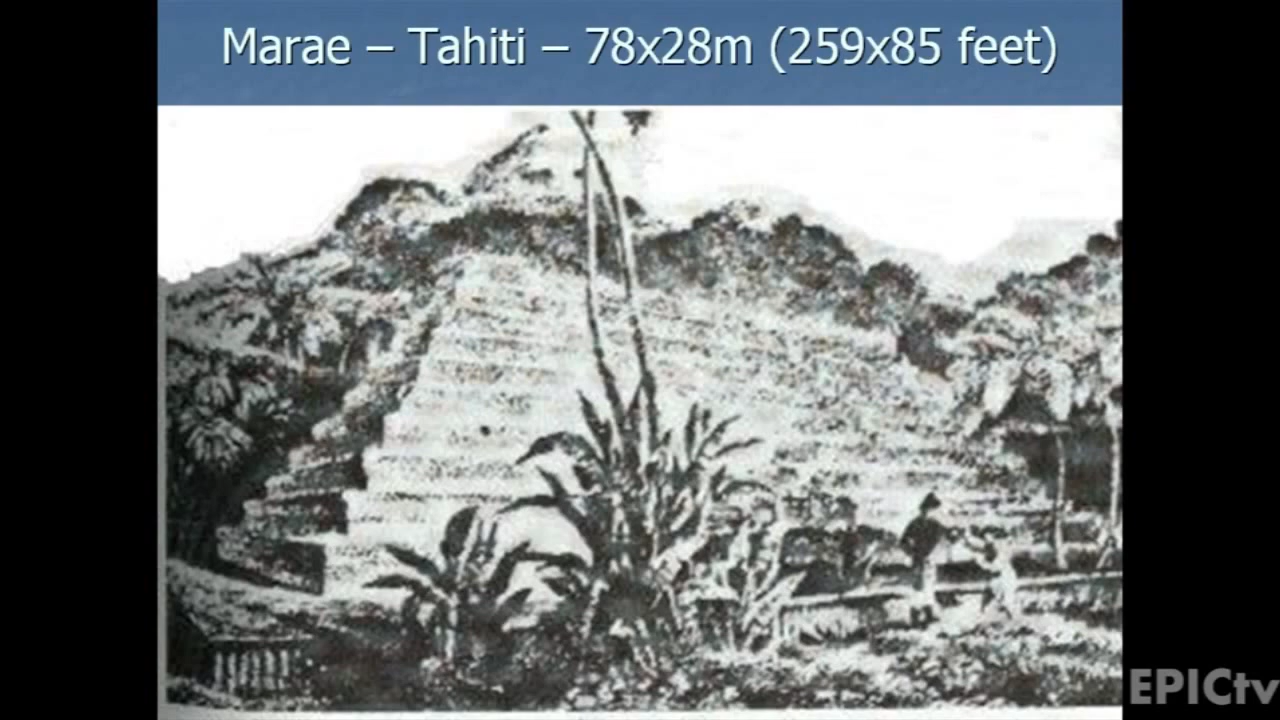 Marae – Tahiti – 78x28m (259x85 feet)
EPICtv